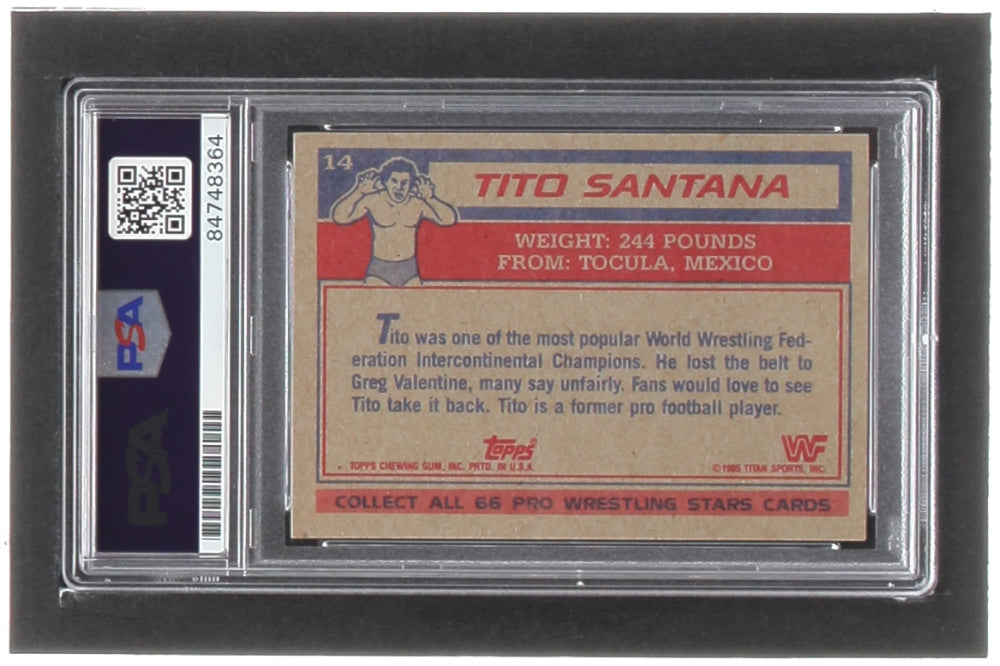 84748364
PSA
PSA
14
TITO SANTANA
WEIGHT: 244 POUNDS
FROM: TOCULA, MEXICO
Tito was one of the most popular World Wrestling Fed-
eration Intercontinental Champions. He lost the belt to
Greg Valentine, many say unfairly. Fans would love to see
Tito take it back. Tito is a former pro football player.
Topps®
WF
TOPPS CHEWING GUM, INC. PRTD. IN U.S.A.
©1985 TITAN SPORTS, INC.
COLLECT ALL 66 PRO WRESTLING STARS CARDS